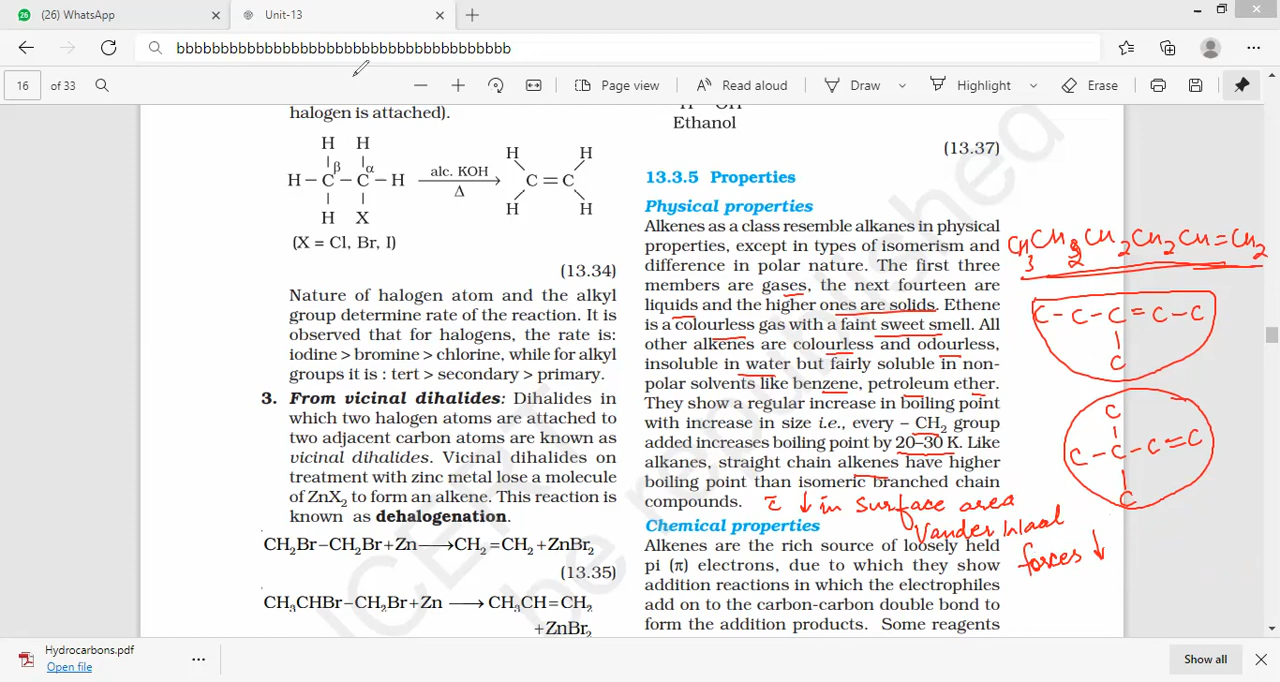 (26) WhatsApp
Unit-13
bbbbbbbbbbbbbbbbbbbbbbbbbbbbbbbbbbbbb
16 of 33
Page view
Read aloud
Draw
Highlight
Erase
halogen is attached).
H H
β α
H – C – C – H
H X
alc. KOH
Δ
H H
C = C
H H
(X = Cl, Br, I)
(13.34)
Nature of halogen atom and the alkyl
group determine rate of the reaction. It is
observed that for halogens, the rate is:
iodine > bromine > chlorine, while for alkyl
groups it is : tert > secondary > primary.
3. From vicinal dihalides: Dihalides in
which two halogen atoms are attached to
two adjacent carbon atoms are known as
vicinal dihalides. Vicinal dihalides on
treatment with zinc metal lose a molecule
of ZnX₂ to form an alkene. This reaction is
known as dehalogenation.
CH₂Br–CH₂Br+Zn⟶CH₂=CH₂+ZnBr₂
(13.35)
CH₃CHBr–CH₂Br+Zn ⟶ CH₃CH=CH₂
+ZnBr₂
Ethanol
(13.37)
13.3.5 Properties
Physical properties
Alkenes as a class resemble alkanes in physical
properties, except in types of isomerism and
difference in polar nature. The first three
members are gases, the next fourteen are
liquids and the higher ones are solids. Ethene
is a colourless gas with a faint sweet smell. All
other alkenes are colourless and odourless,
insoluble in water but fairly soluble in non-
polar solvents like benzene, petroleum ether.
They show a regular increase in boiling point
with increase in size i.e., every – CH₂ group
added increases boiling point by 20–30 K. Like
alkanes, straight chain alkenes have higher
boiling point than isomeric branched chain
compounds.
↓ in surface area
Vander Waal
forces ↓
Chemical properties
Alkenes are the rich source of loosely held
pi (π) electrons, due to which they show
addition reactions in which the electrophiles
add on to the carbon-carbon double bond to
form the addition products. Some reagents
CH₃CH₂CH₂CH₂CH=CH₂
C–C–C=C–C
C
C
C–C–C=C
C
Hydrocarbons.pdf
Open file
Show all